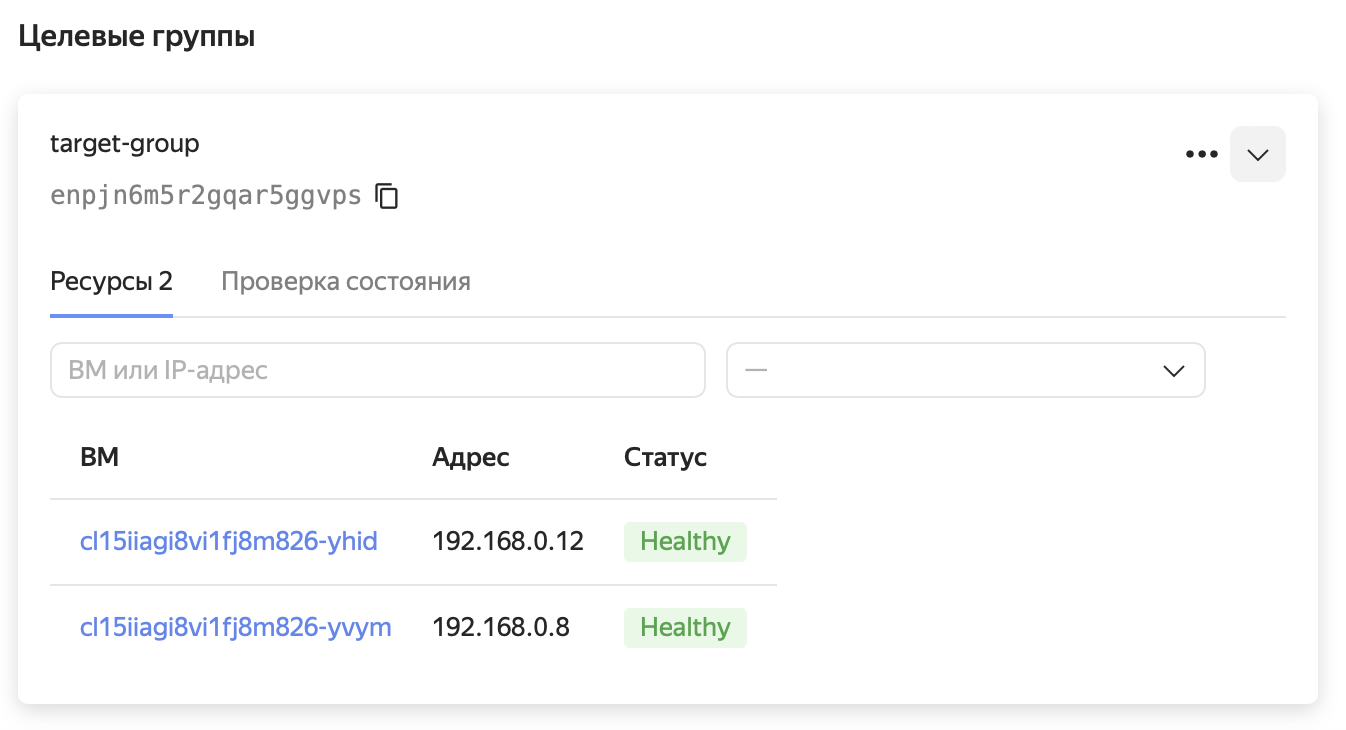 Целевые группы
target-group
enpjn6m5r2gqar5ggvps
Ресурсы 2 Проверка состояния
ВМ или IP-адрес —
ВМ Адрес Статус
cl15iiagi8vi1fj8m826-yhid 192.168.0.12 Healthy
cl15iiagi8vi1fj8m826-yvym 192.168.0.8 Healthy